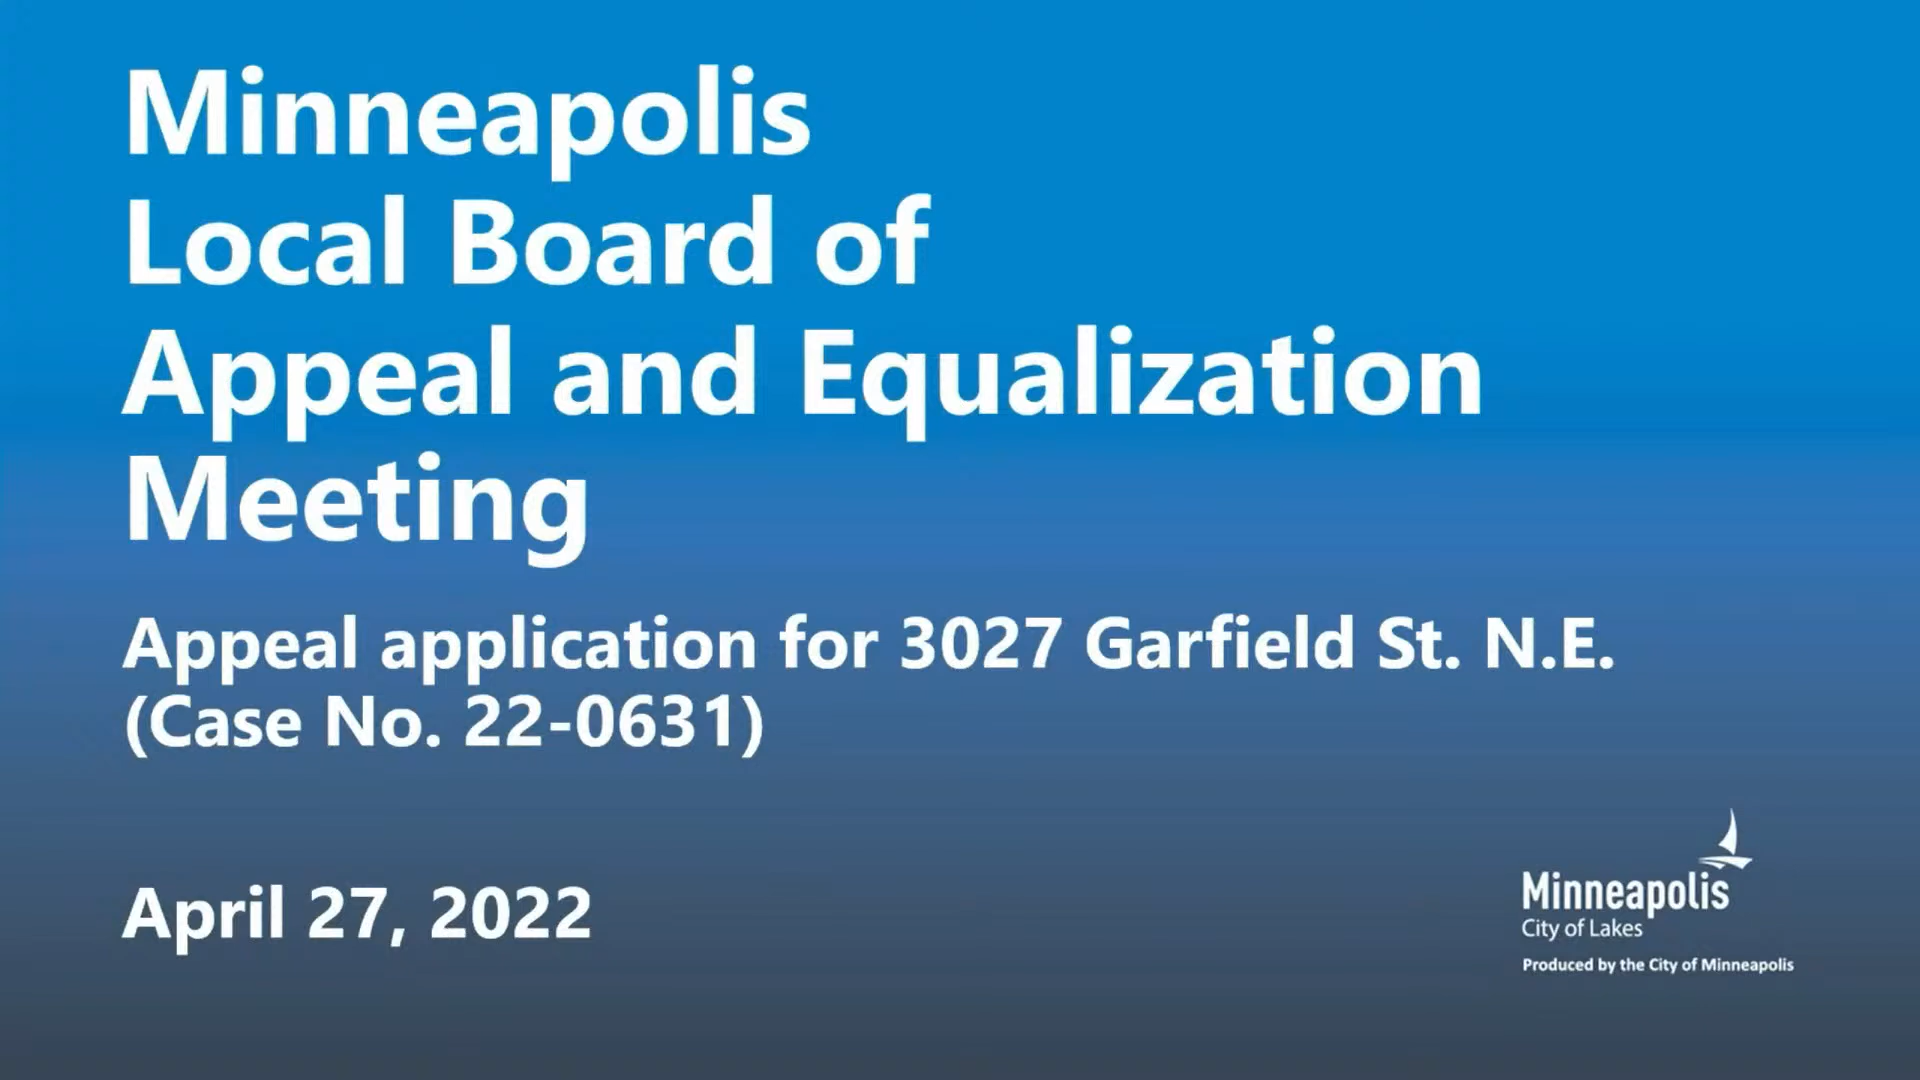 Minneapolis
Local Board of
Appeal and Equalization
Meeting
Appeal application for 3027 Garfield St. N.E.
(Case No. 22-0631)
April 27, 2022
Minneapolis
City of Lakes
Produced by the City of Minneapolis